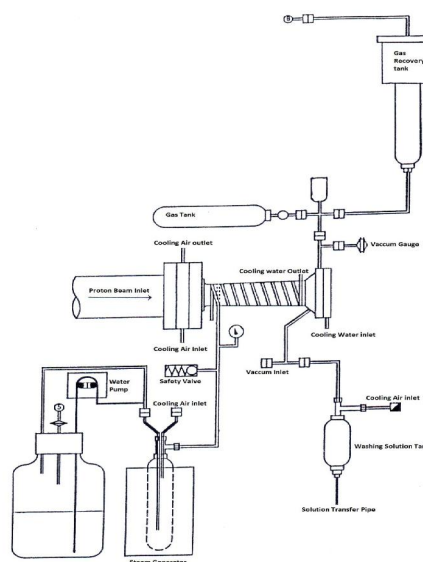 8
Gas
Recovery
tank
Gas Tank
Vaccum Gauge
Cooling Air outlet
Cooling water Outlet
Proton Beam Inlet
Cooling Water inlet
Cooling Air Inlet
Vaccum Inlet
Safety Valve
Water
Pump
Cooling Air inlet
Cooling Air inlet
S
Washing Solution Tan
Solution Transfer Pipe
Steam Generator